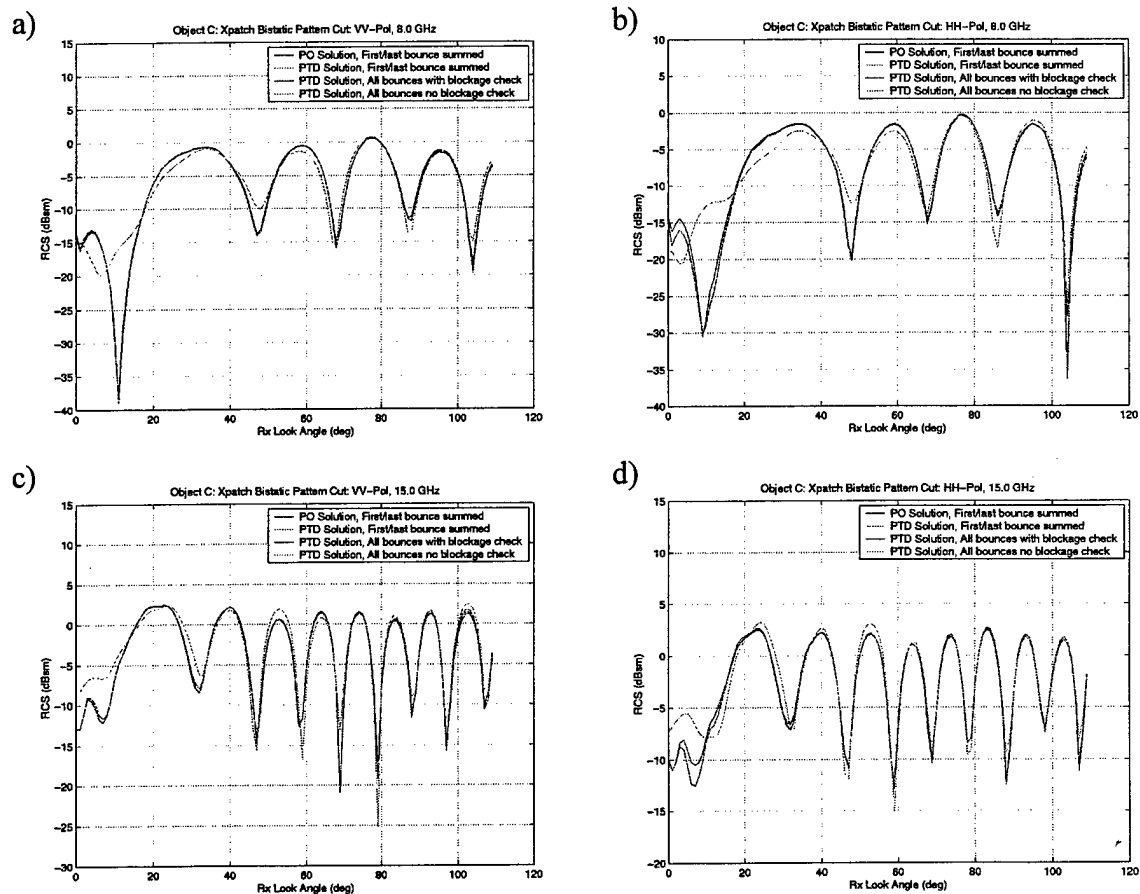 a)
Object C: Xpatch Bistatic Pattern Cut: VV-Pol, 8.0 GHz
15
PO Solution, First/last bounce summed
PTD Solution, First/last bounce summed
PTD Solution, All bounces with blockage check
PTD Solution, All bounces no blockage check
10
5
0
-5
-10
-15
-20
-25
-30
-35
-40
RCS (dBsm)
0 20 40 60 80 100 120
Rx Look Angle (deg)
b)
Object C: Xpatch Bistatic Pattern Cut: HH-Pol, 8.0 GHz
10
PO Solution, First/last bounce summed
PTD Solution, First/last bounce summed
PTD Solution, All bounces with blockage check
PTD Solution, All bounces no blockage check
5
0
-5
-10
-15
-20
-25
-30
-35
-40
RCS (dBsm)
0 20 40 60 80 100 120
Rx Look Angle (deg)
c)
Object C: Xpatch Bistatic Pattern Cut: VV-Pol, 15.0 GHz
15
PO Solution, First/last bounce summed
PTD Solution, First/last bounce summed
PTD Solution, All bounces with blockage check
PTD Solution, All bounces no blockage check
10
5
0
-5
-10
-15
-20
-25
-30
RCS (dBsm)
0 20 40 60 80 100 120
Rx Look Angle (deg)
d)
Object C: Xpatch Bistatic Pattern Cut: HH-Pol, 15.0 GHz
15
PO Solution, First/last bounce summed
PTD Solution, First/last bounce summed
PTD Solution, All bounces with blockage check
PTD Solution, All bounces no blockage check
10
5
0
-5
-10
-15
-20
RCS (dBsm)
0 20 40 60 80 100 120
Rx Look Angle (deg)